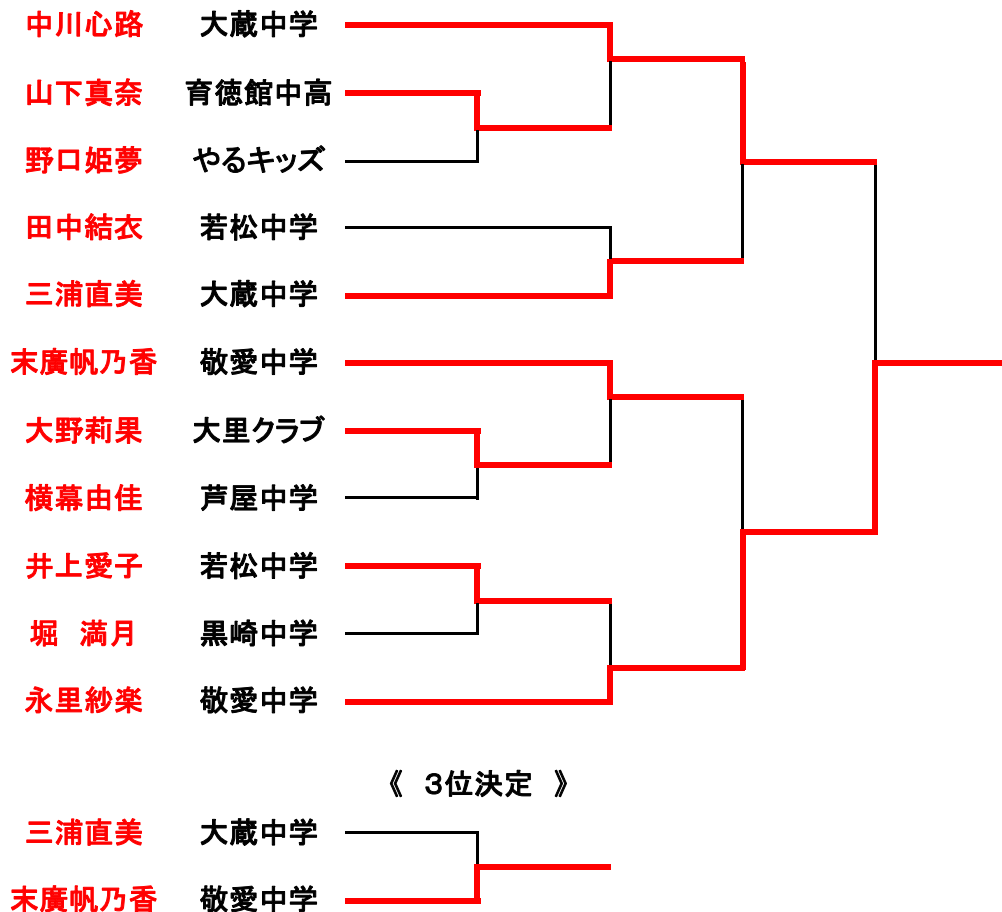 中川心路 大蔵中学
山下真奈 育徳館中高
野口姫夢 やるキッズ
田中結衣 若松中学
三浦直美 大蔵中学
末廣帆乃香 敬愛中学
大野莉果 大里クラブ
横幕由佳 芦屋中学
井上愛子 若松中学
堀 満月 黒崎中学
永里紗楽 敬愛中学
《 3位決定 》
三浦直美 大蔵中学
末廣帆乃香 敬愛中学